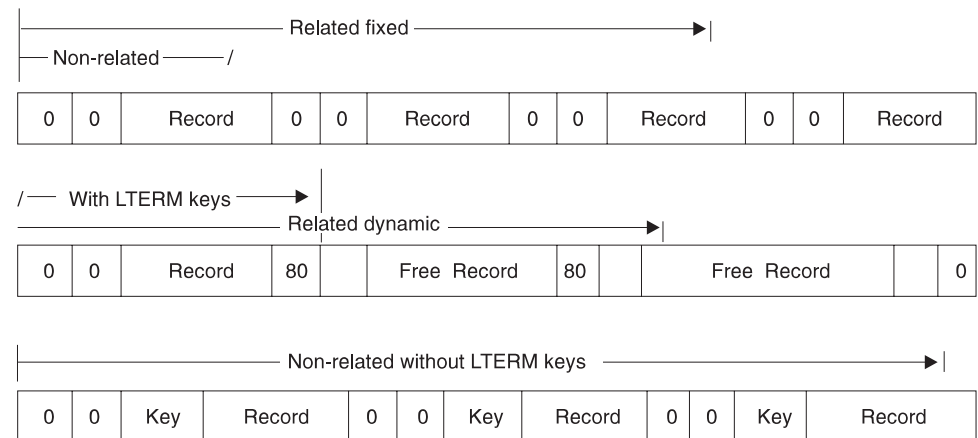 Related fixed
Non-related /
0 0 Record 0 0 Record 0 0 Record 0 0 Record
/ With LTERM keys
Related dynamic
0 0 Record 80 Free Record 80 Free Record 0
Non-related without LTERM keys
0 0 Key Record 0 0 Key Record 0 0 Key Record